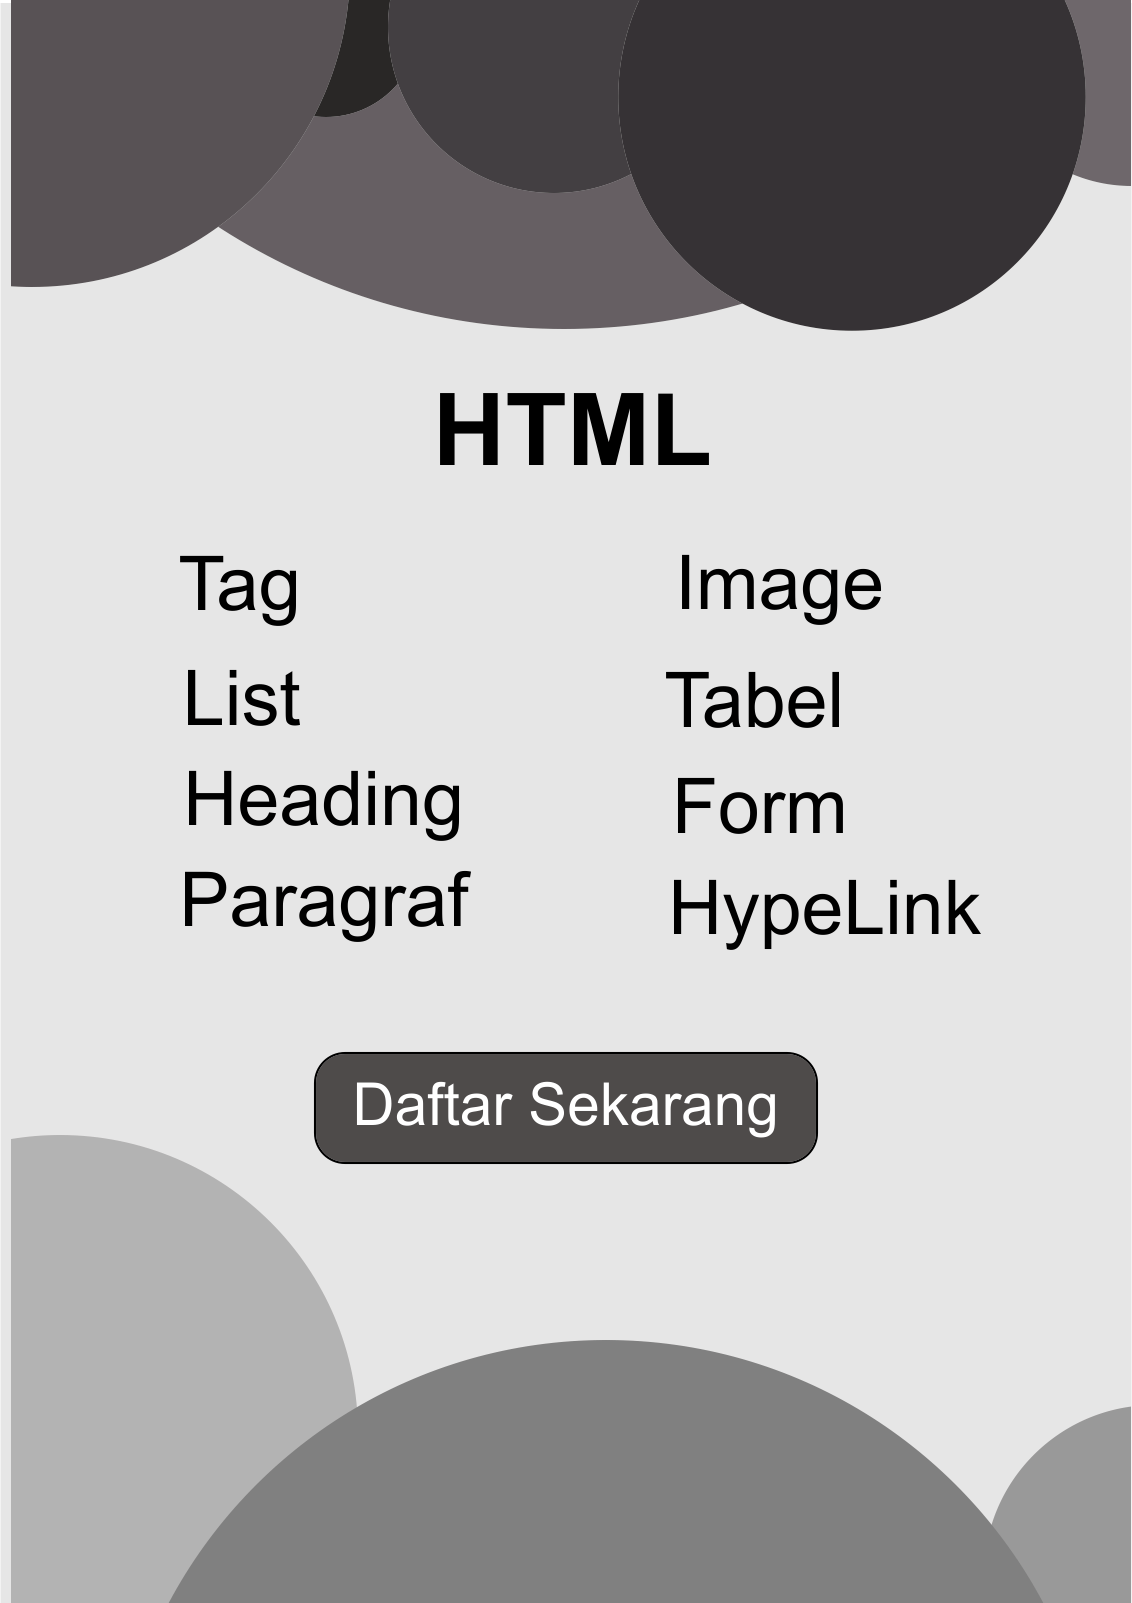 HTML
Tag
List
Heading
Paragraf
Image
Tabel
Form
HypeLink
Daftar Sekarang